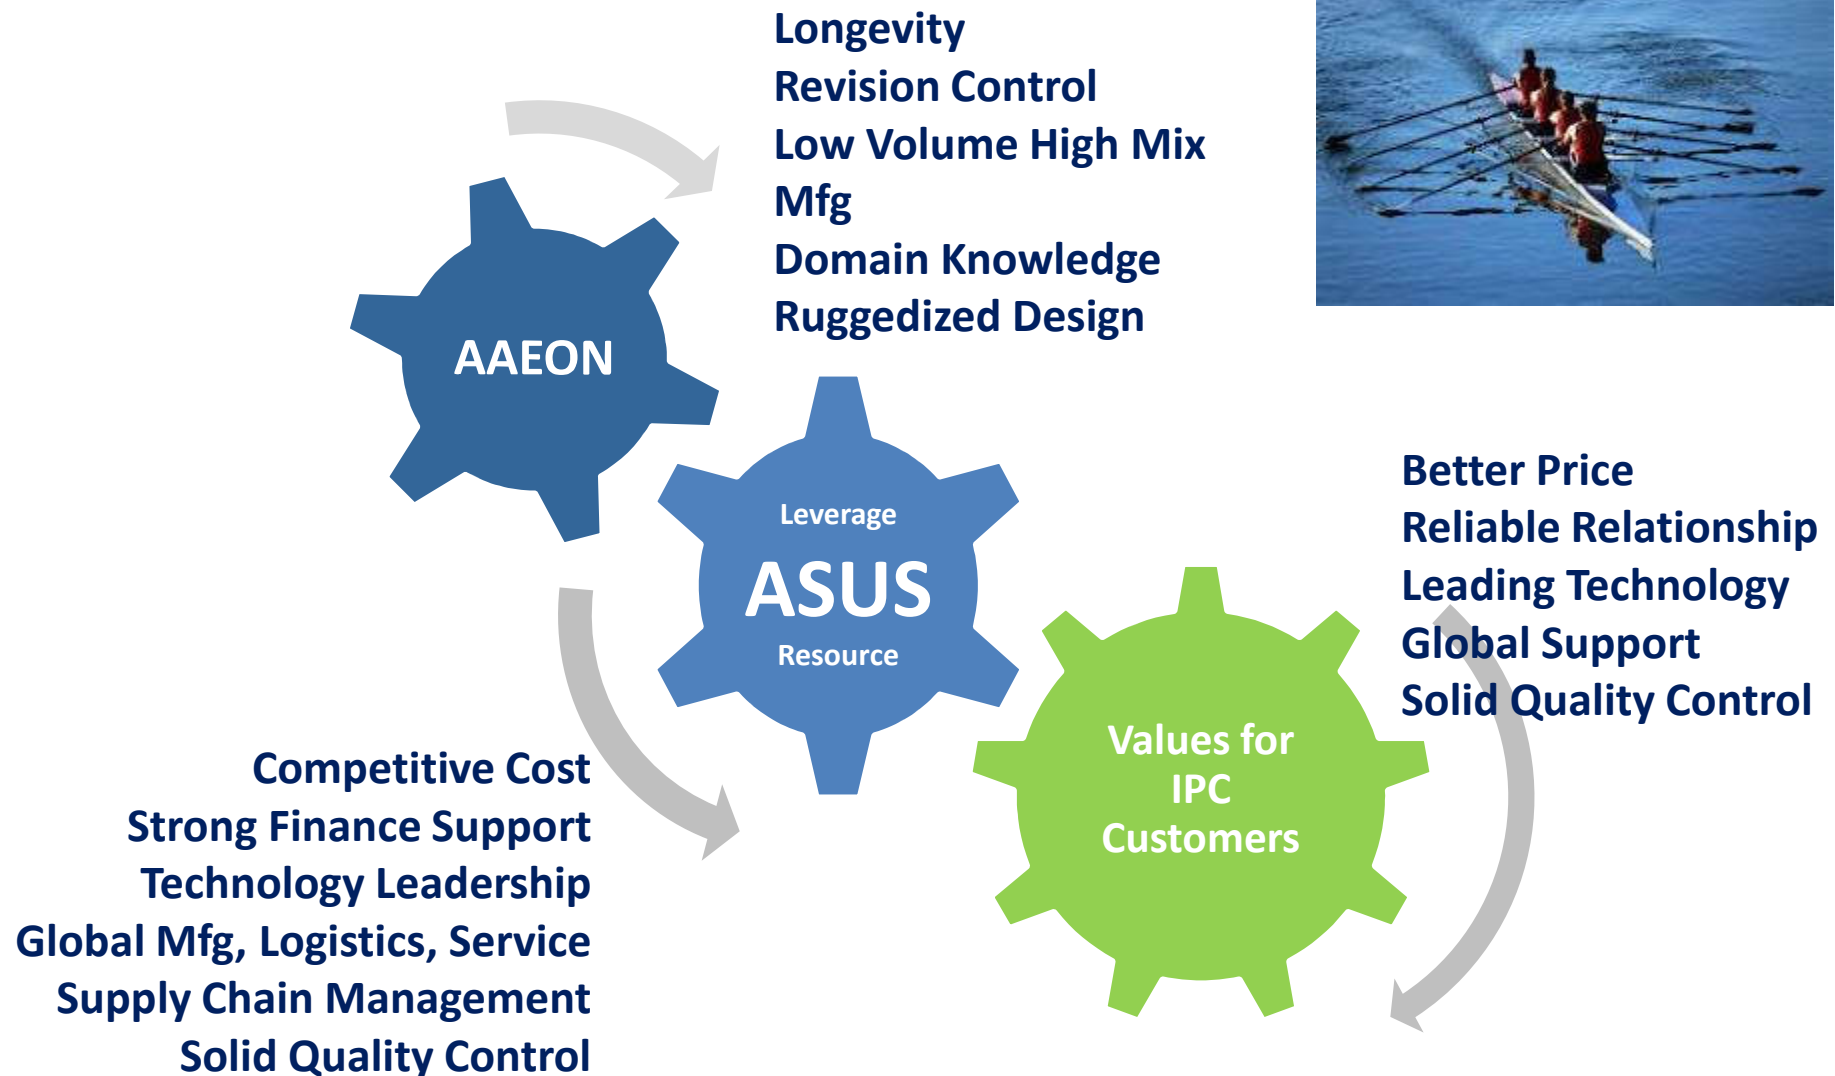 Longevity
Revision Control
Low Volume High Mix
Mfg
Domain Knowledge
Ruggedized Design
AAEON
Leverage
ASUS
Resource
Better Price
Reliable Relationship
Leading Technology
Global Support
Solid Quality Control
Values for
IPC
Customers
Competitive Cost
Strong Finance Support
Technology Leadership
Global Mfg, Logistics, Service
Supply Chain Management
Solid Quality Control